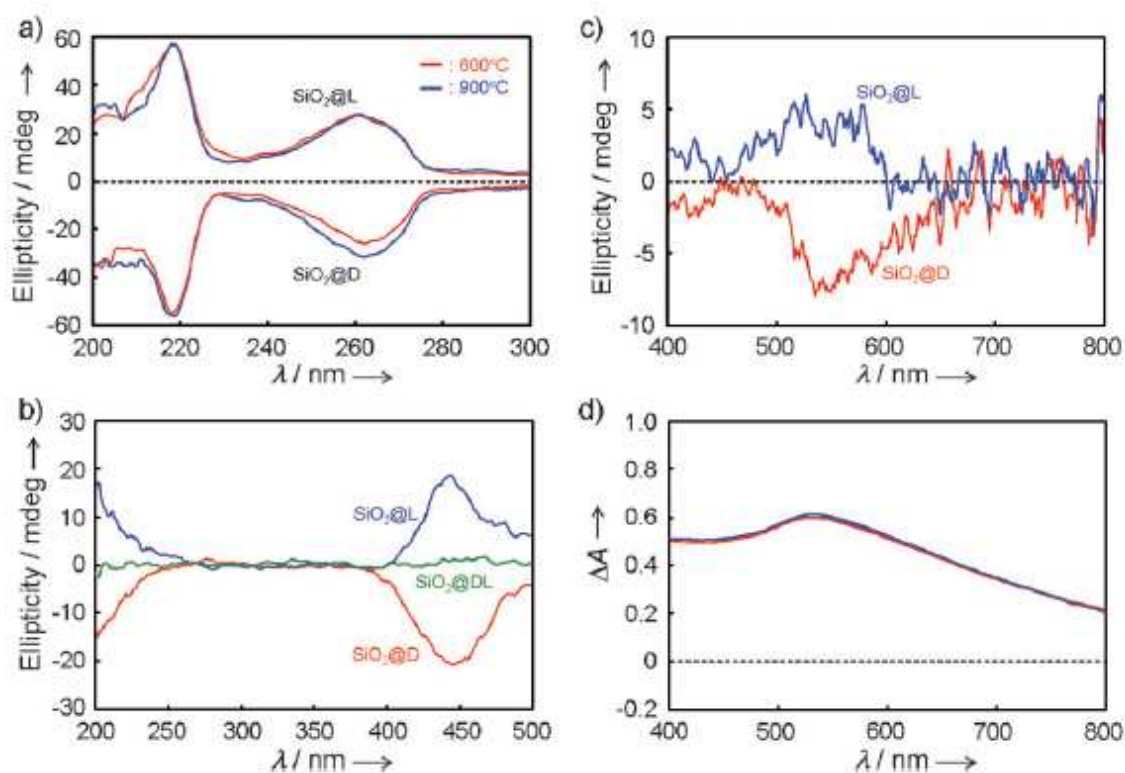 a)
60
40
20
0
-20
-40
-60
Ellipticity / mdeg
: 600°C
: 900°C
SiO₂@L
SiO₂@D
200 220 240 260 280 300
λ / nm
c)
10
5
0
-5
-10
Ellipticity / mdeg
SiO₂@L
SiO₂@D
400 500 600 700 800
λ / nm
b)
30
20
10
0
-10
-20
-30
Ellipticity / mdeg
SiO₂@L
SiO₂@DL
SiO₂@D
200 250 300 350 400 450 500
λ / nm
d)
1.0
0.8
0.6
0.4
0.2
0
-0.2
ΔA
400 500 600 700 800
λ / nm